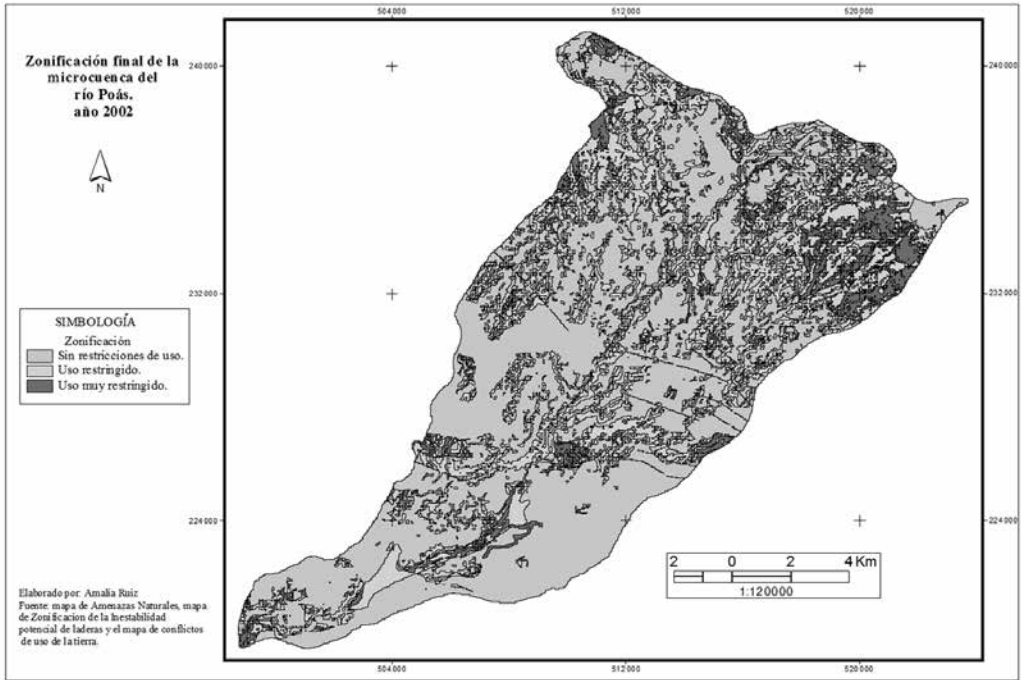 504000 512000 520000
Zonificación final de la
microcuenca del
río Poás.
año 2002
N
240000 240000
232000 232000
SIMBOLOGÍA
Zonificación
Sin restricciones de uso.
Uso restringido.
Uso muy restringido.
224000 224000
2 0 2 4 Km
1:120000
Elaborado por: Amalia Ruiz
Fuente: mapa de Amenazas Naturales, mapa
de Zonificacion de la Inestabilidad
potencial de laderas y el mapa de conflictos
de uso de la tierra.
504000 512000 520000